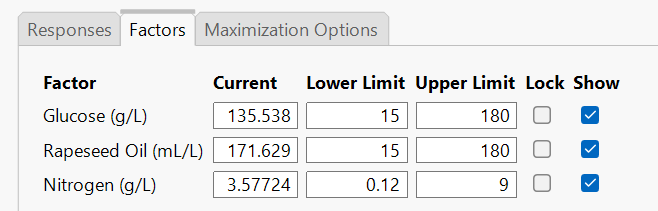 Responses Factors Maximization Options
Factor Current Lower Limit Upper Limit Lock Show
Glucose (g/L) 135.538 15 180
Rapeseed Oil (mL/L) 171.629 15 180
Nitrogen (g/L) 3.57724 0.12 9